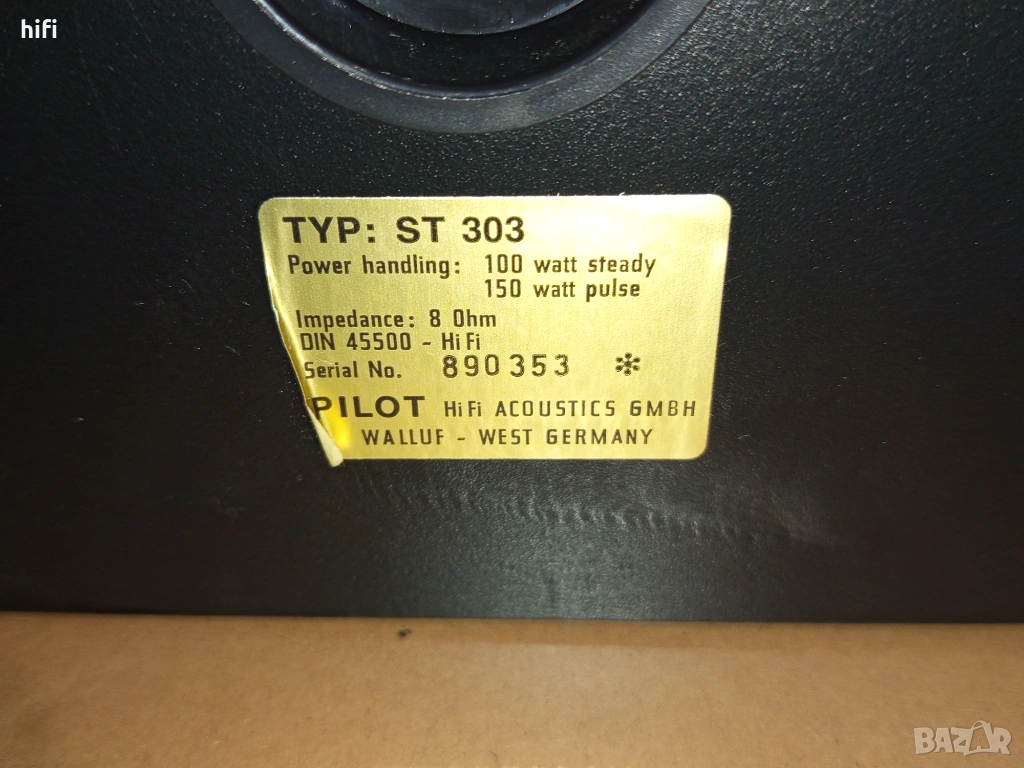 hifi
TYP: ST 303
Power handling: 100 watt steady
150 watt pulse
Impedance: 8 Ohm
DIN 45500 - HiFi
Serial No. 890353 *
PILOT HiFi ACOUSTICS GMBH
WALLUF - WEST GERMANY
BAZAR